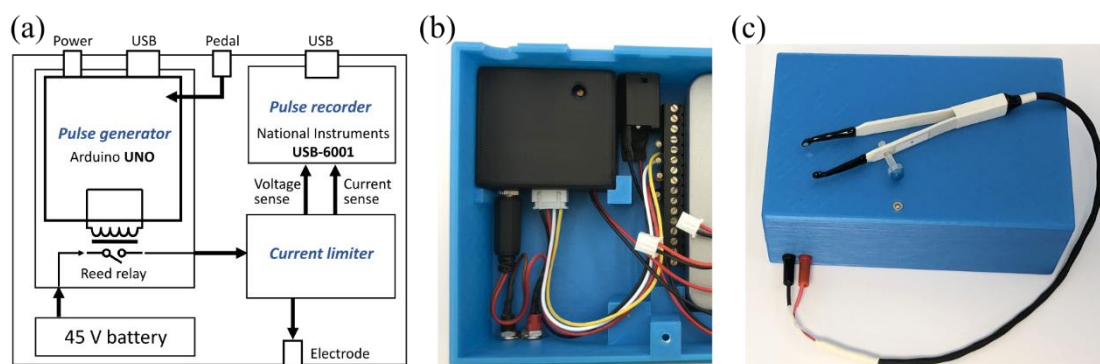 (a)
Power
USB
Pedal
USB
Pulse generator
Arduino UNO
Pulse recorder
National Instruments
USB-6001
Voltage
sense
Current
sense
Reed relay
Current limiter
45 V battery
Electrode
(b)
(c)